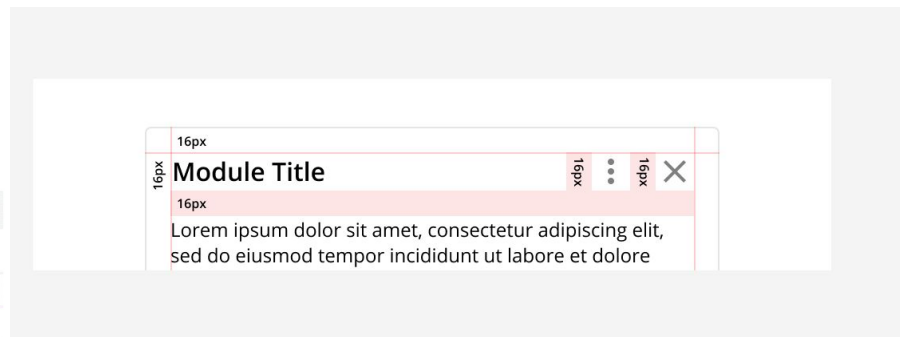 16px
16px
Module Title
16px
16px
16px
Lorem ipsum dolor sit amet, consectetur adipiscing elit,
sed do eiusmod tempor incididunt ut labore et dolore